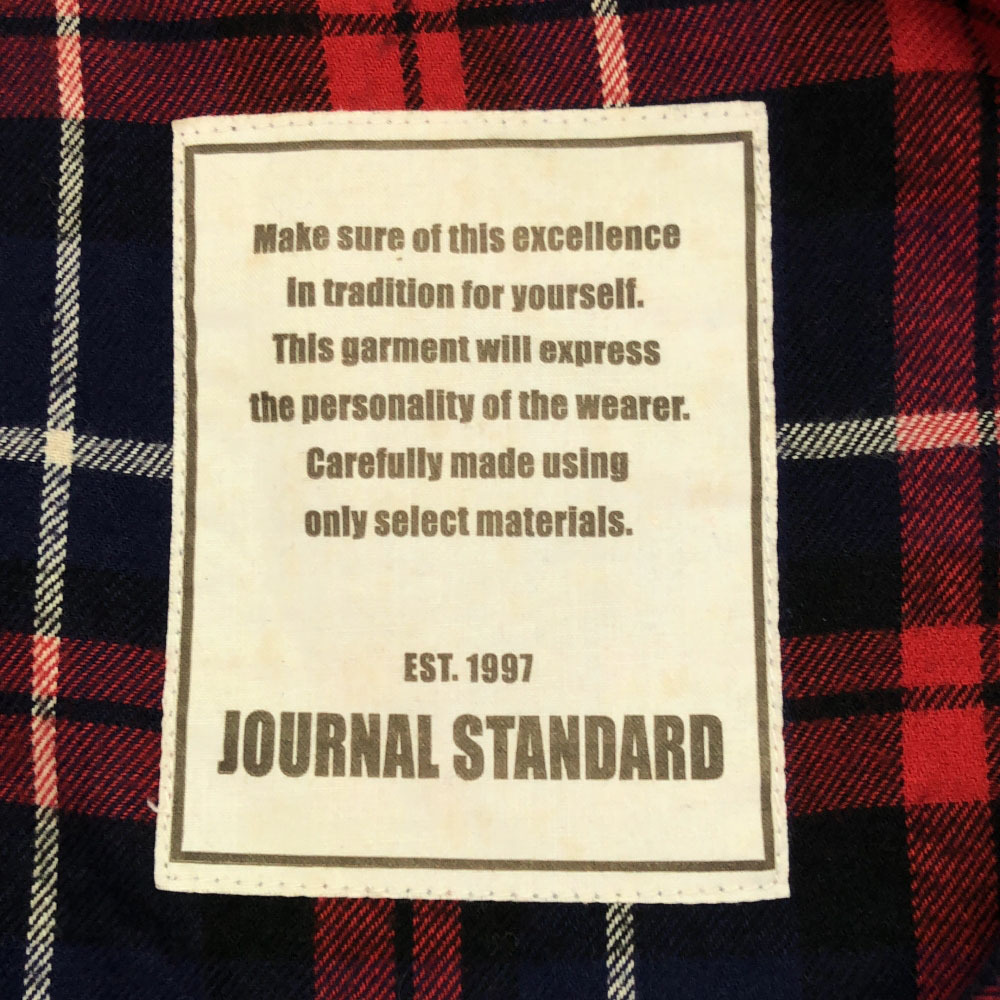 Make sure of this excellence
in tradition for yourself.
This garment will express
the personality of the wearer.
Carefully made using
only select materials.
EST. 1997
JOURNAL STANDARD